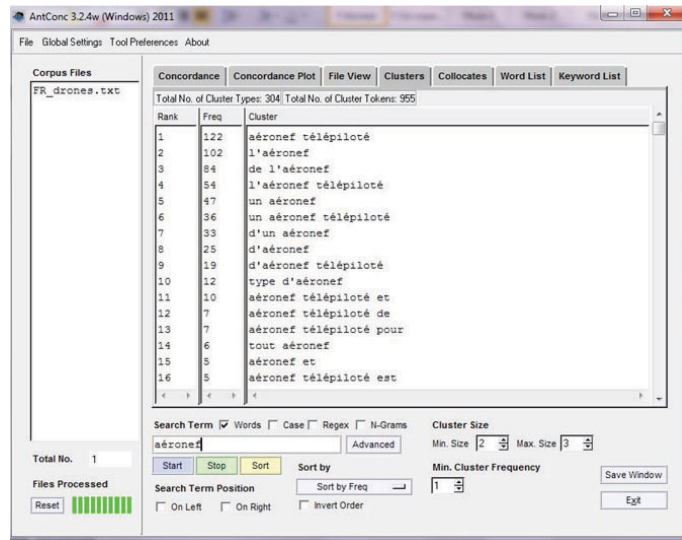 AntConc 3.2.4w (Windows) 2011
File Global Settings Tool Preferences About
Corpus Files
FR_drones.txt
Concordance Concordance Plot File View Clusters Collocates Word List Keyword List
Total No. of Cluster Types: 304 Total No. of Cluster Tokens: 955
Rank Freq Cluster
1 122 aéronef télépiloté
2 102 l'aéronef
3 84 de l'aéronef
4 54 l'aéronef télépiloté
5 47 un aéronef
6 36 un aéronef télépiloté
7 33 d'un aéronef
8 25 d'aéronef
9 19 d'aéronef télépiloté
10 12 type d'aéronef
11 10 aéronef télépiloté et
12 7 aéronef télépiloté de
13 7 aéronef télépiloté pour
14 6 tout aéronef
15 5 aéronef et
16 5 aéronef télépiloté est
Search Term Words Case Regex N-Grams Cluster Size
aéronef Advanced Min. Size 2 Max. Size 3
Total No. 1
Start Stop Sort Sort by Min. Cluster Frequency
Files Processed
Search Term Position Sort by Freq 1 Save Window
Reset On Left On Right Invert Order Exit